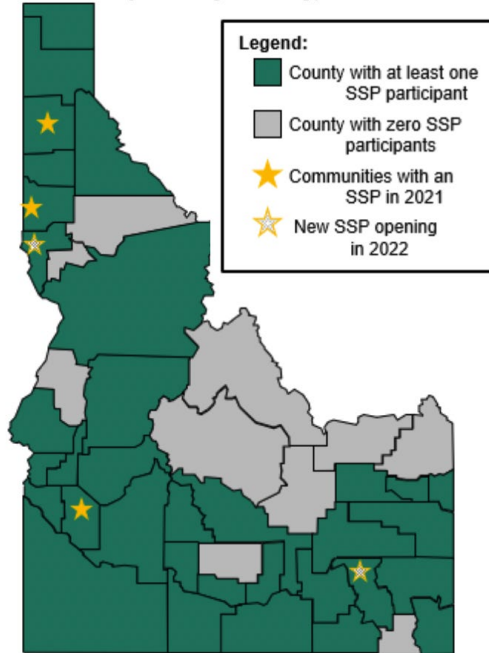 Legend:
County with at least one
SSP participant
County with zero SSP
participants
Communities with an
SSP in 2021
New SSP opening
in 2022